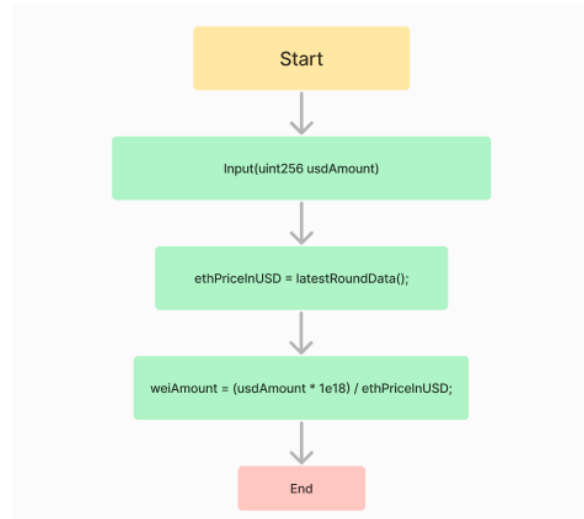 Start
Input(uint256 usdAmount)
ethPriceInUSD = latestRoundData();
weiAmount = (usdAmount * 1e18) / ethPriceInUSD;
End